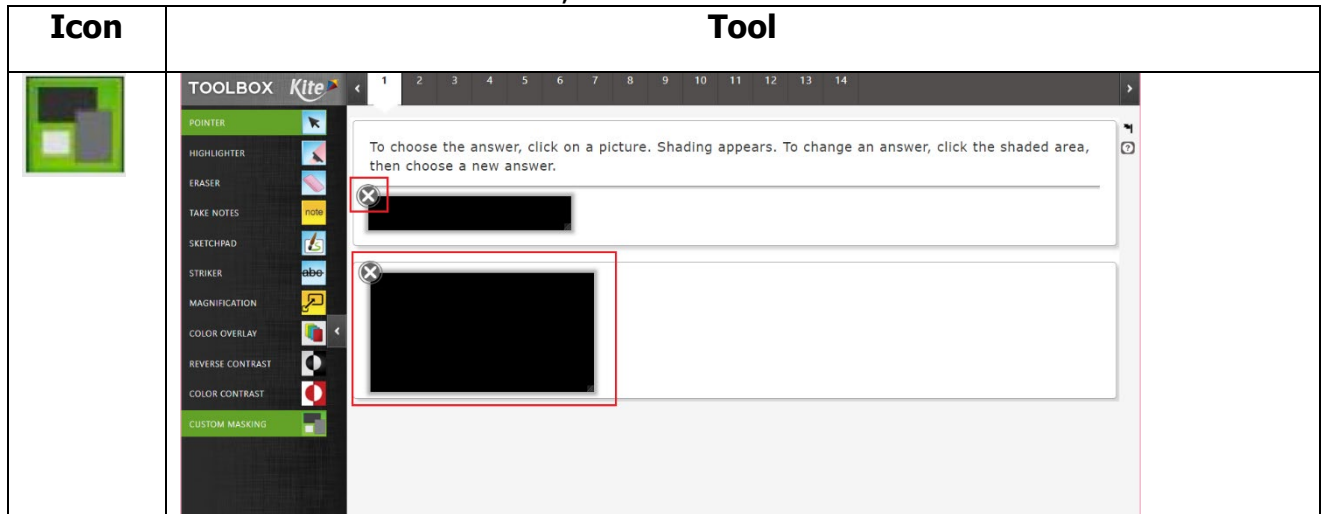 Icon Tool
TOOLBOX Kite 1 2 3 4 5 6 7 8 9 10 11 12 13 14
POINTER
HIGHLIGHTER
ERASER
TAKE NOTES note
SKETCHPAD
STRIKER abc
MAGNIFICATION
COLOR OVERLAY
REVERSE CONTRAST
COLOR CONTRAST
CUSTOM MASKING
To choose the answer, click on a picture. Shading appears. To change an answer, click the shaded area,
then choose a new answer.